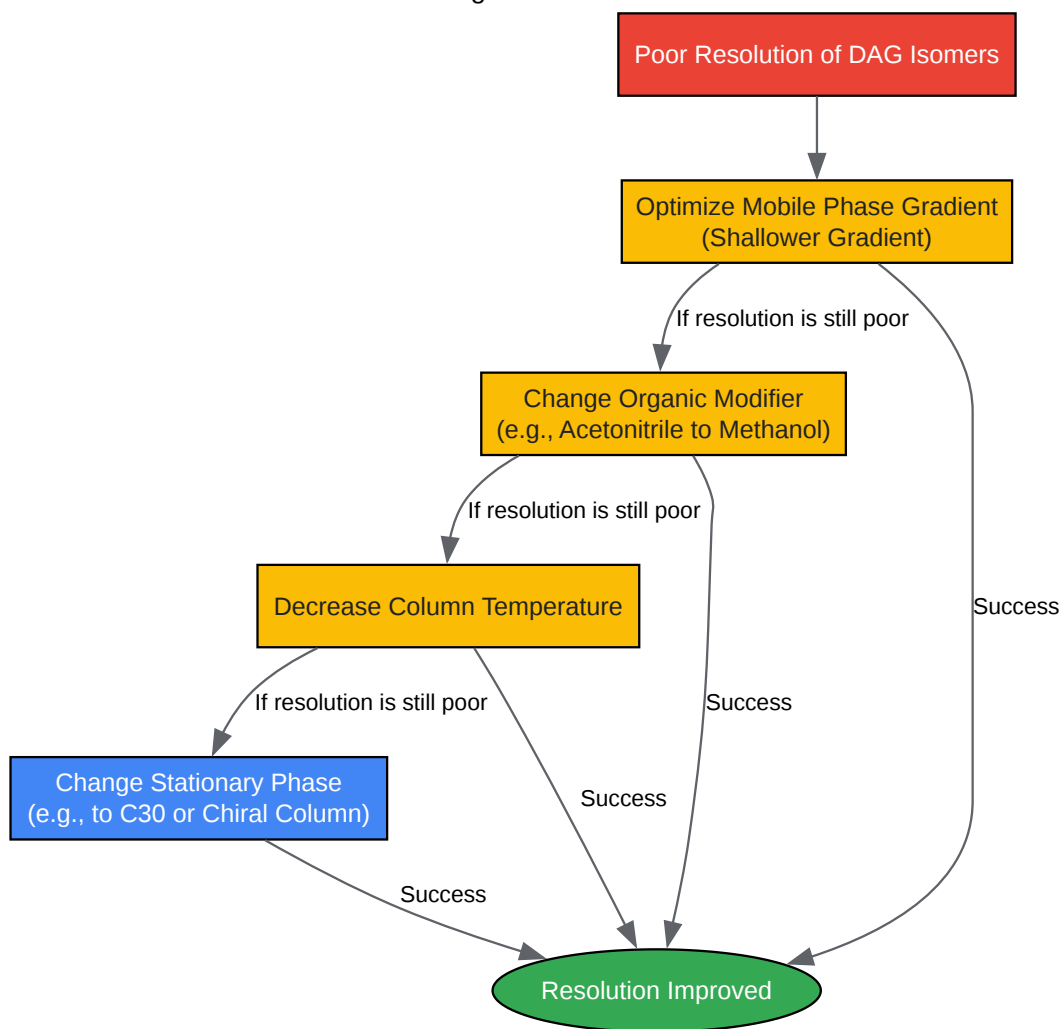 Poor Resolution of DAG Isomers
Optimize Mobile Phase Gradient
(Shallower Gradient)
If resolution is still poor
Change Organic Modifier
(e.g., Acetonitrile to Methanol)
If resolution is still poor
Decrease Column Temperature
Success
If resolution is still poor
Success
Change Stationary Phase
(e.g., to C30 or Chiral Column)
Success
Success
Resolution Improved